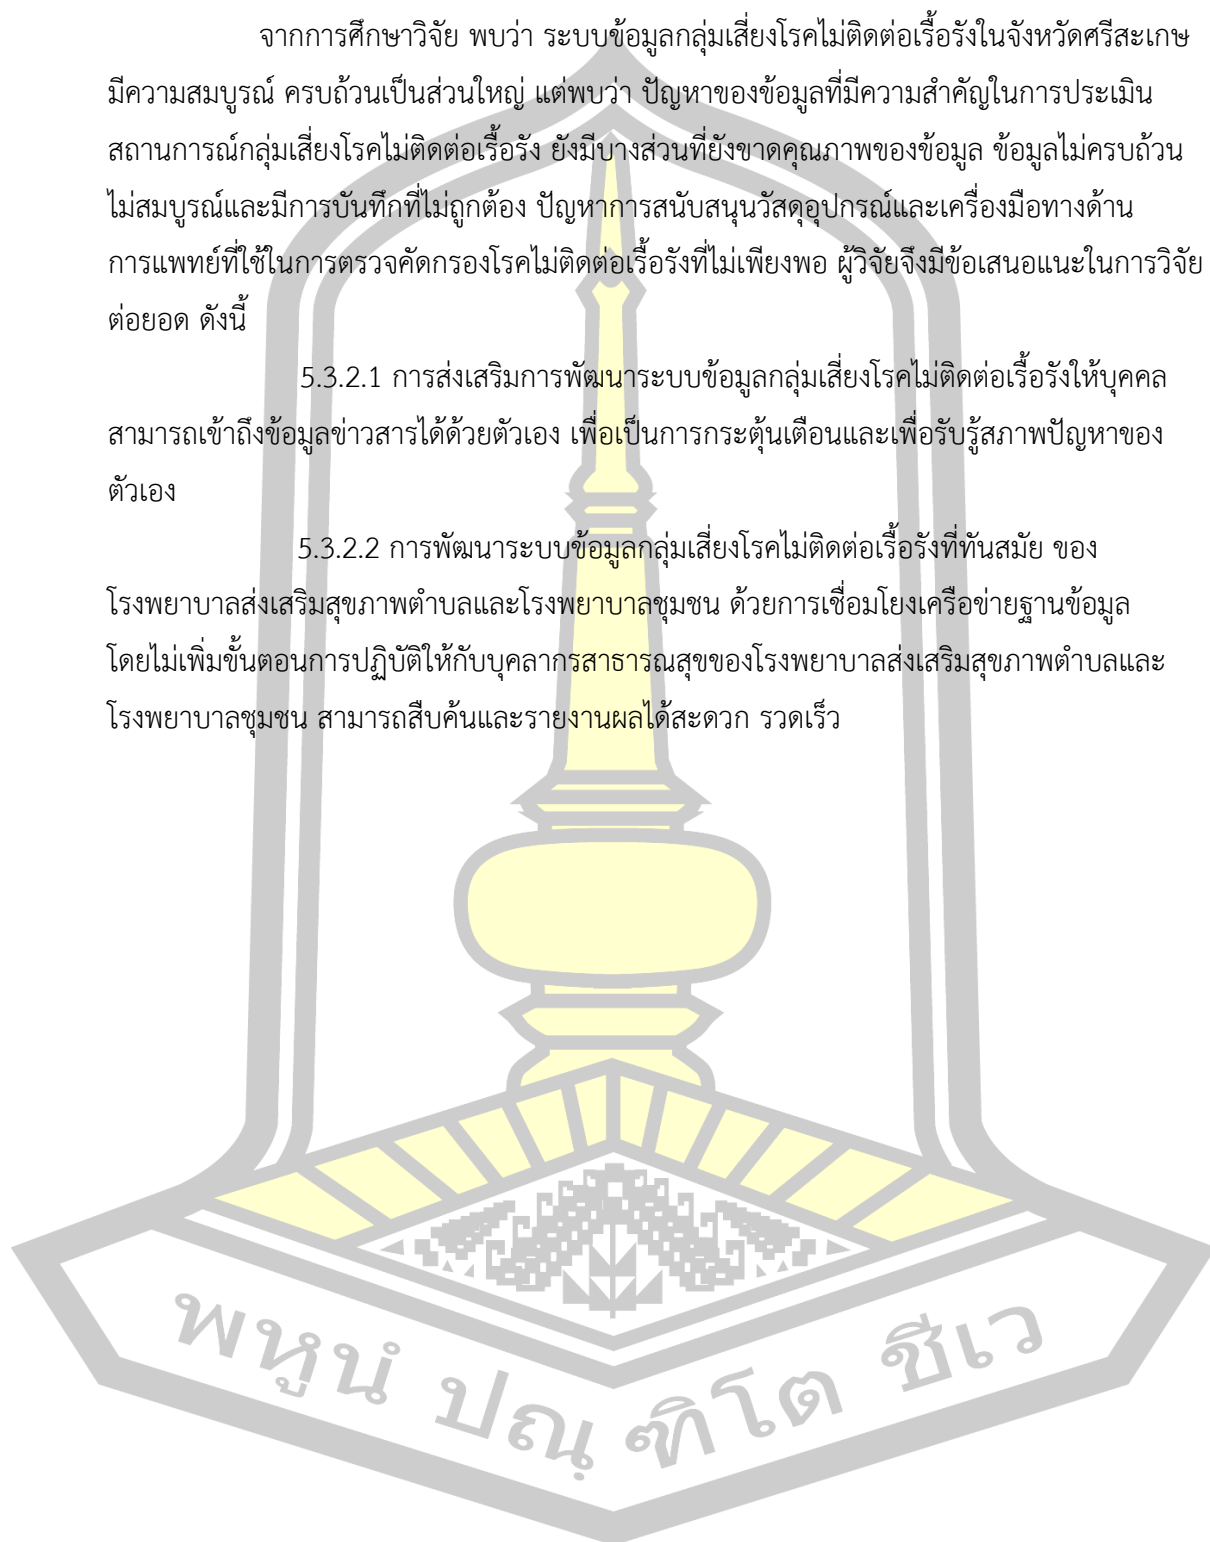 จากการศึกษาวิจัย พบว่า ระบบข้อมูลกลุ่มเสี่ยงโรคไม่ติดต่อเรื้อรังในจังหวัดศรีสะเกษ
มีความสมบูรณ์ ครบถ้วนเป็นส่วนใหญ่ แต่พบว่า ปัญหาของข้อมูลที่มีความสำคัญในการประเมิน
สถานการณ์กลุ่มเสี่ยงโรคไม่ติดต่อเรื้อรัง ยังมีบางส่วนที่ยังขาดคุณภาพของข้อมูล ข้อมูลไม่ครบถ้วน
ไม่สมบูรณ์และมีการบันทึกที่ไม่ถูกต้อง ปัญหาการสนับสนุนวัสดุอุปกรณ์และเครื่องมือทางด้าน
การแพทย์ที่ใช้ในการตรวจคัดกรองโรคไม่ติดต่อเรื้อรังที่ไม่เพียงพอ ผู้วิจัยจึงมีข้อเสนอแนะในการวิจัย
ต่อยอด ดังนี้
5.3.2.1 การส่งเสริมการพัฒนาระบบข้อมูลกลุ่มเสี่ยงโรคไม่ติดต่อเรื้อรังให้บุคคล
สามารถเข้าถึงข้อมูลข่าวสารได้ด้วยตัวเอง เพื่อเป็นการกระตุ้นเตือนและเพื่อรับรู้สภาพปัญหาของ
ตัวเอง
5.3.2.2 การพัฒนาระบบข้อมูลกลุ่มเสี่ยงโรคไม่ติดต่อเรื้อรังที่ทันสมัย ของ
โรงพยาบาลส่งเสริมสุขภาพตำบลและโรงพยาบาลชุมชน ด้วยการเชื่อมโยงเครือข่ายฐานข้อมูล
โดยไม่เพิ่มขั้นตอนการปฏิบัติให้กับบุคลากรสาธารณสุขของโรงพยาบาลส่งเสริมสุขภาพตำบลและ
โรงพยาบาลชุมชน สามารถสืบค้นและรายงานผลได้สะดวก รวดเร็ว
พหูนํ ปณฺฑิโต ชีเว